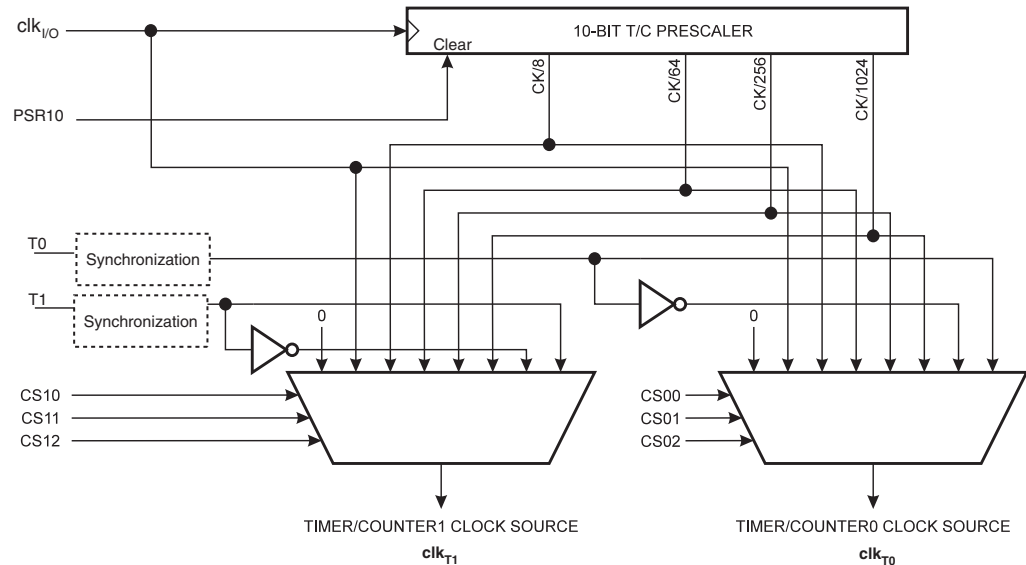 clkI/O
10-BIT T/C PRESCALER
Clear
CK/8
CK/64
CK/256
CK/1024
PSR10
T0
Synchronization
T1
Synchronization
0
0
CS10
CS11
CS12
CS00
CS01
CS02
TIMER/COUNTER1 CLOCK SOURCE
clkT1
TIMER/COUNTER0 CLOCK SOURCE
clkT0